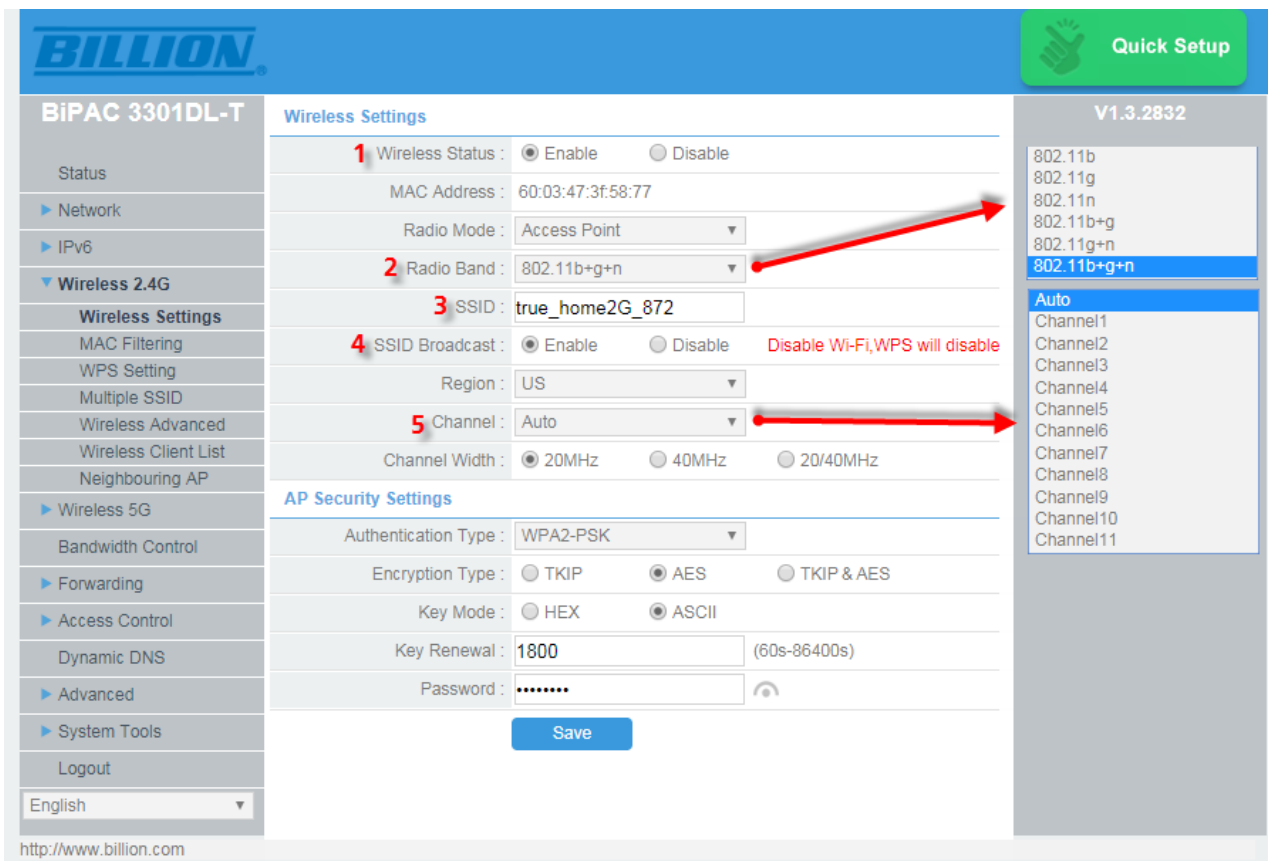 BILLION®
Quick Setup
BiPAC 3301DL-T
Status
Network
IPv6
Wireless 2.4G
Wireless Settings
MAC Filtering
WPS Setting
Multiple SSID
Wireless Advanced
Wireless Client List
Neighbouring AP
Wireless 5G
Bandwidth Control
Forwarding
Access Control
Dynamic DNS
Advanced
System Tools
Logout
English
Wireless Settings
1 Wireless Status : Enable Disable
MAC Address : 60:03:47:3f:58:77
Radio Mode : Access Point
2 Radio Band : 802.11b+g+n
3 SSID : true_home2G_872
4 SSID Broadcast : Enable Disable Disable Wi-Fi,WPS will disable
Region : US
5 Channel : Auto
Channel Width : 20MHz 40MHz 20/40MHz
AP Security Settings
Authentication Type : WPA2-PSK
Encryption Type : TKIP AES TKIP & AES
Key Mode : HEX ASCII
Key Renewal : 1800 (60s-86400s)
Password : ••••••••
Save
V1.3.2832
802.11b
802.11g
802.11n
802.11b+g
802.11g+n
802.11b+g+n
Auto
Channel1
Channel2
Channel3
Channel4
Channel5
Channel6
Channel7
Channel8
Channel9
Channel10
Channel11
http://www.billion.com